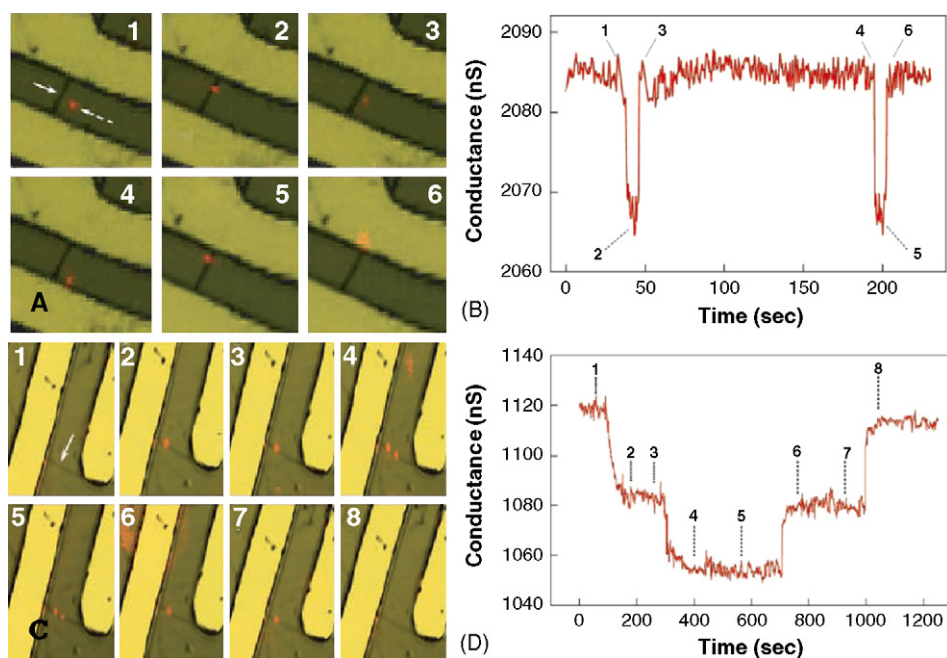 1 2 3
4 5 6
A
2090
2080
2070
2060
Conductance (nS)
1 3 4 6
2 5
0 50 100 150 200
Time (sec)
(B)
1 2 3 4
5 6 7 8
C
1140
1120
1100
1080
1060
1040
Conductance (nS)
1 8
2 3 6 7
4 5
0 200 400 600 800 1000 1200
Time (sec)
(D)